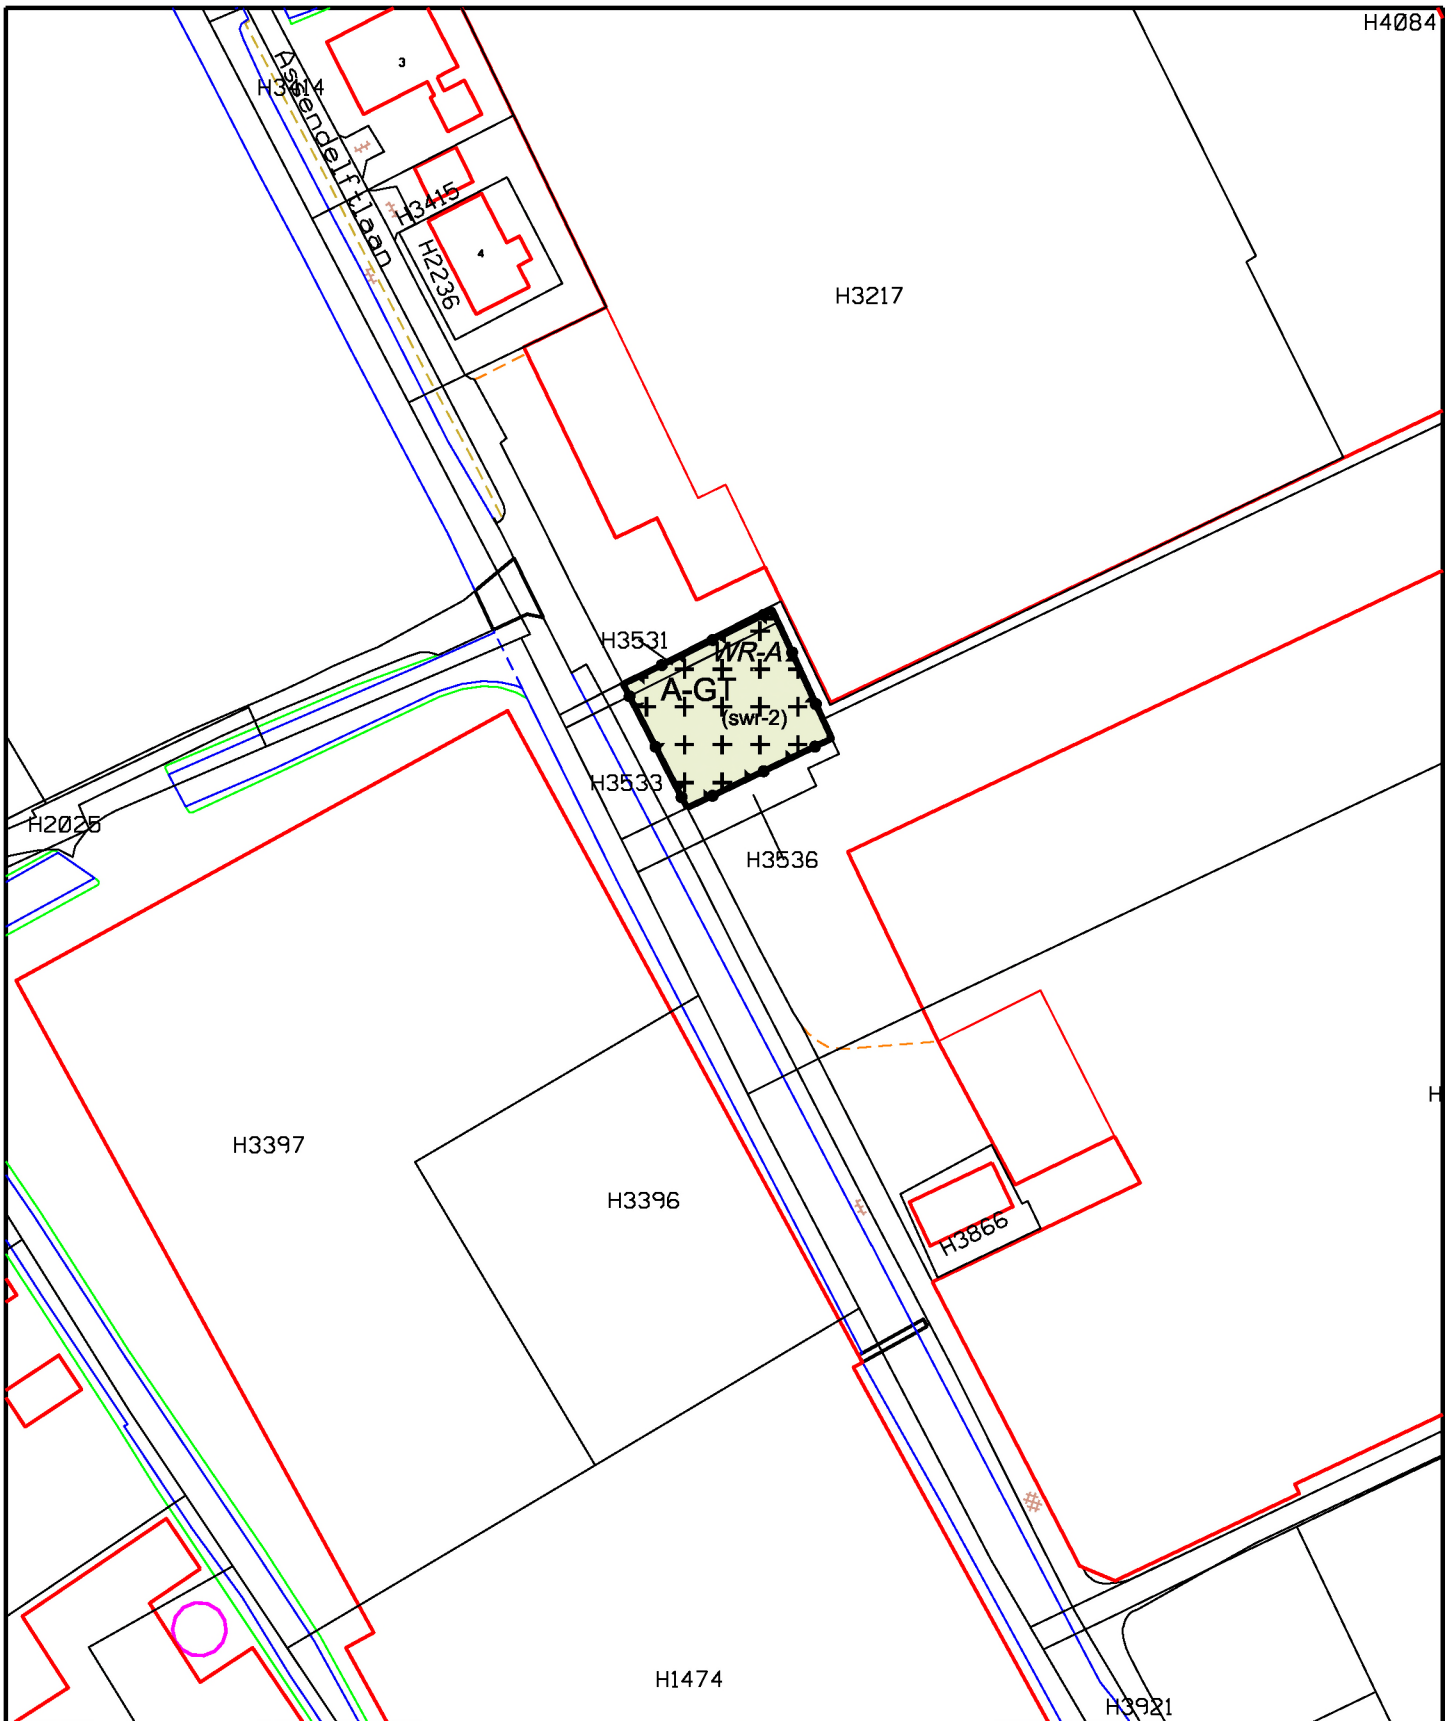 H4084
3
H3414
Assendelftlaan
H3415
4
H2236
H3217
H3531
WR-A
A-GT
(swr-2)
H3533
H2025
H3536
H
H3397
H3396
H3866
H1474
H3921